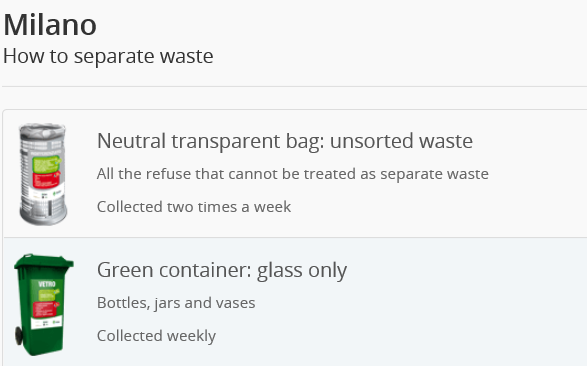 Milano
How to separate waste
Neutral transparent bag: unsorted waste
All the refuse that cannot be treated as separate waste
Collected two times a week
VETRO
Green container: glass only
Bottles, jars and vases
Collected weekly